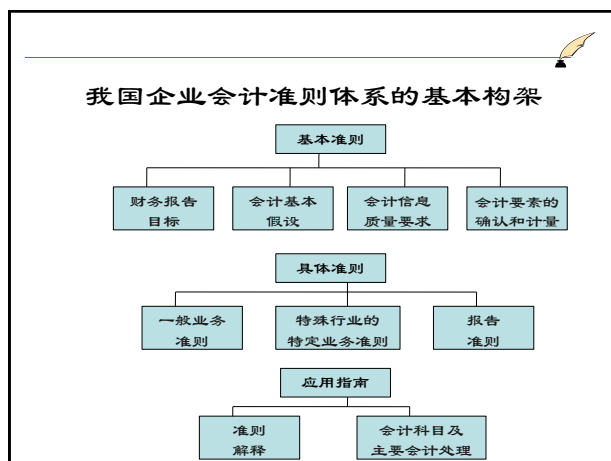 我国企业会计准则体系的基本构架
基本准则
财务报告
目标
会计基本
假设
会计信息
质量要求
会计要素的
确认和计量
具体准则
一般业务
准则
特殊行业的
特定业务准则
报告
准则
应用指南
准则
解释
会计科目及
主要会计处理